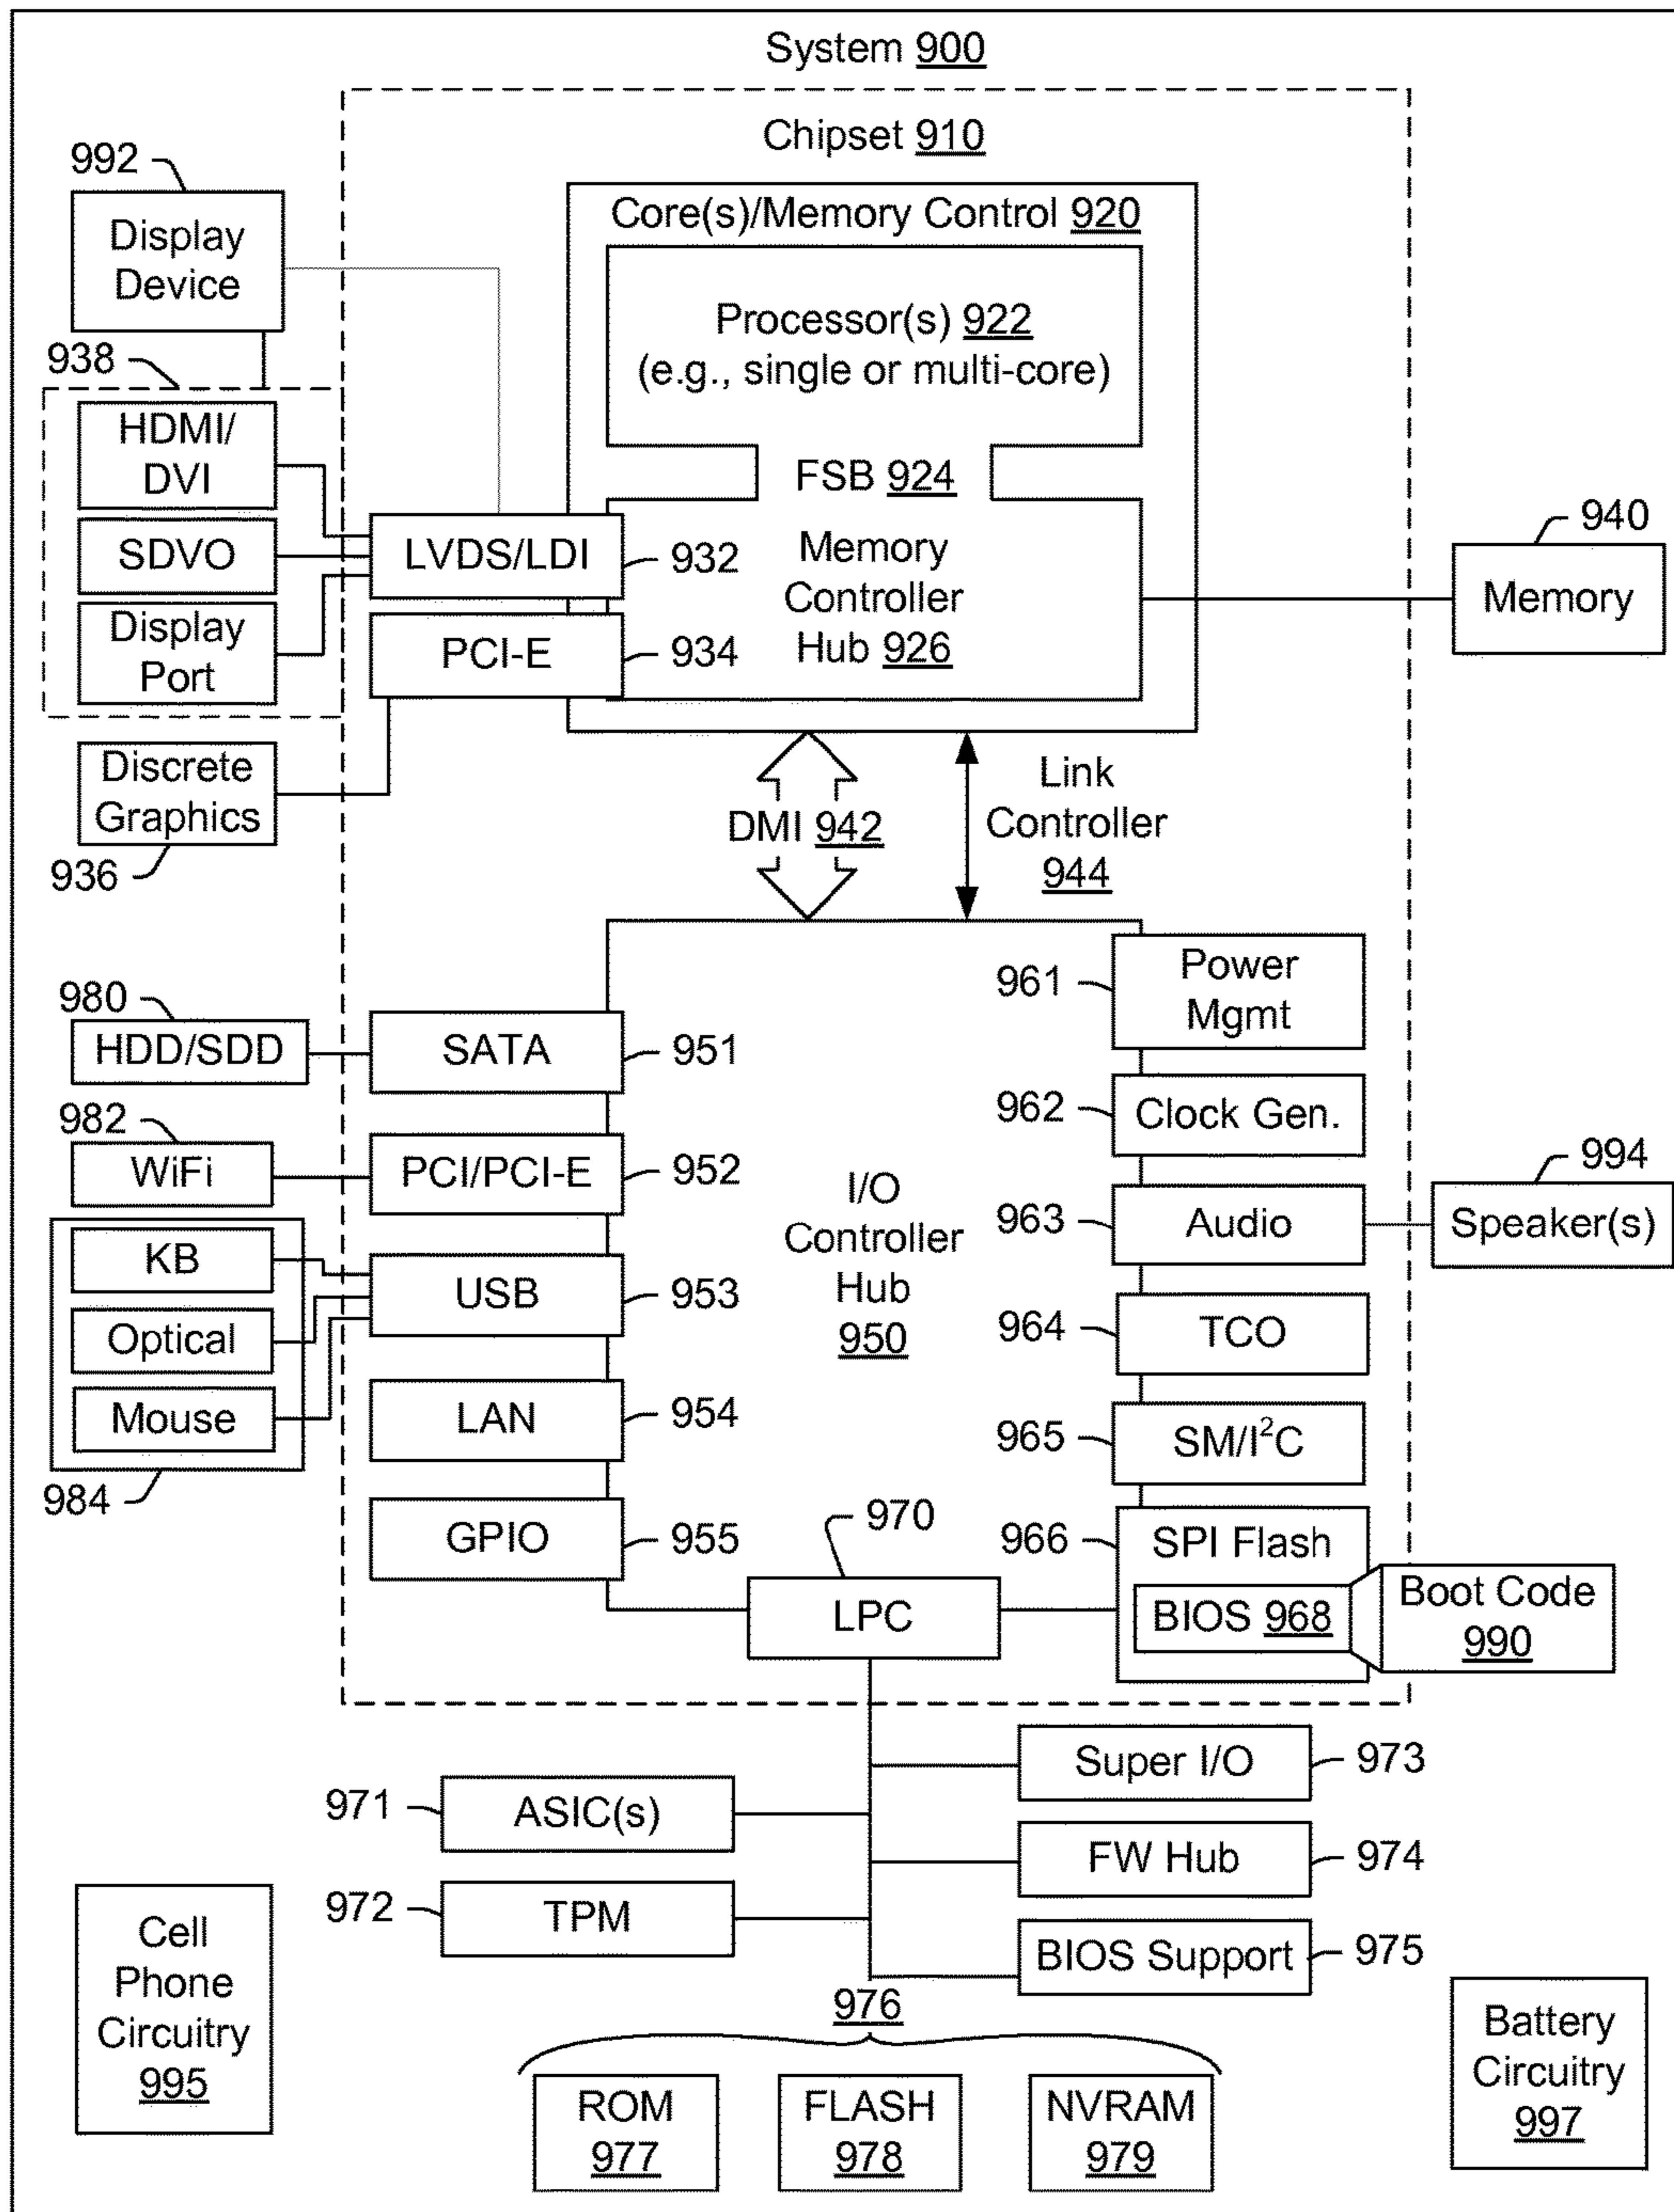 System 900
Chipset 910
992
Display
Device
Core(s)/Memory Control 920
Processor(s) 922
(e.g., single or multi-core)
938
HDMI/
DVI
SDVO
Display
Port
FSB 924
LVDS/LDI
932
PCI-E
934
Memory
Controller
Hub 926
940
Memory
Discrete
Graphics
936
DMI 942
Link
Controller
944
980
HDD/SDD
982
WiFi
KB
Optical
Mouse
984
SATA
951
PCI/PCI-E
952
USB
953
LAN
954
GPIO
955
I/O
Controller
Hub
950
961
Power
Mgmt
962
Clock Gen.
963
Audio
994
Speaker(s)
964
TCO
965
SM/I²C
966
SPI Flash
BIOS 968
Boot Code
990
970
LPC
971
ASIC(s)
972
TPM
Super I/O
973
FW Hub
974
BIOS Support
975
976
ROM
977
FLASH
978
NVRAM
979
Cell
Phone
Circuitry
995
Battery
Circuitry
997